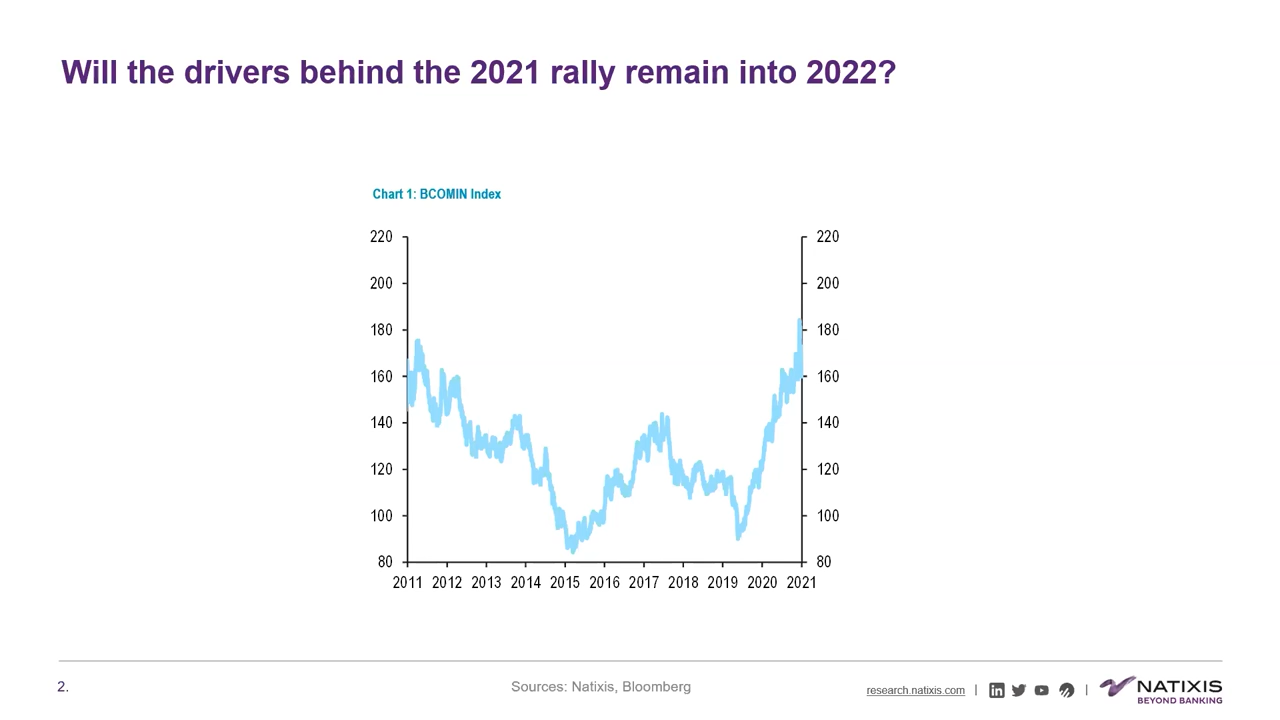 Will the drivers behind the 2021 rally remain into 2022?
Chart 1: BCOMIN Index
220 220
200 200
180 180
160 160
140 140
120 120
100 100
80 80
2011 2012 2013 2014 2015 2016 2017 2018 2019 2020 2021
2. Sources: Natixis, Bloomberg research.natixis.com | in | NATIXIS
BEYOND BANKING